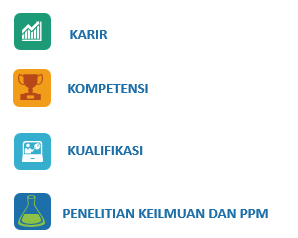 KARIR
KOMPETENSI
KUALIFIKASI
PENELITIAN KEILMUAN DAN PPM